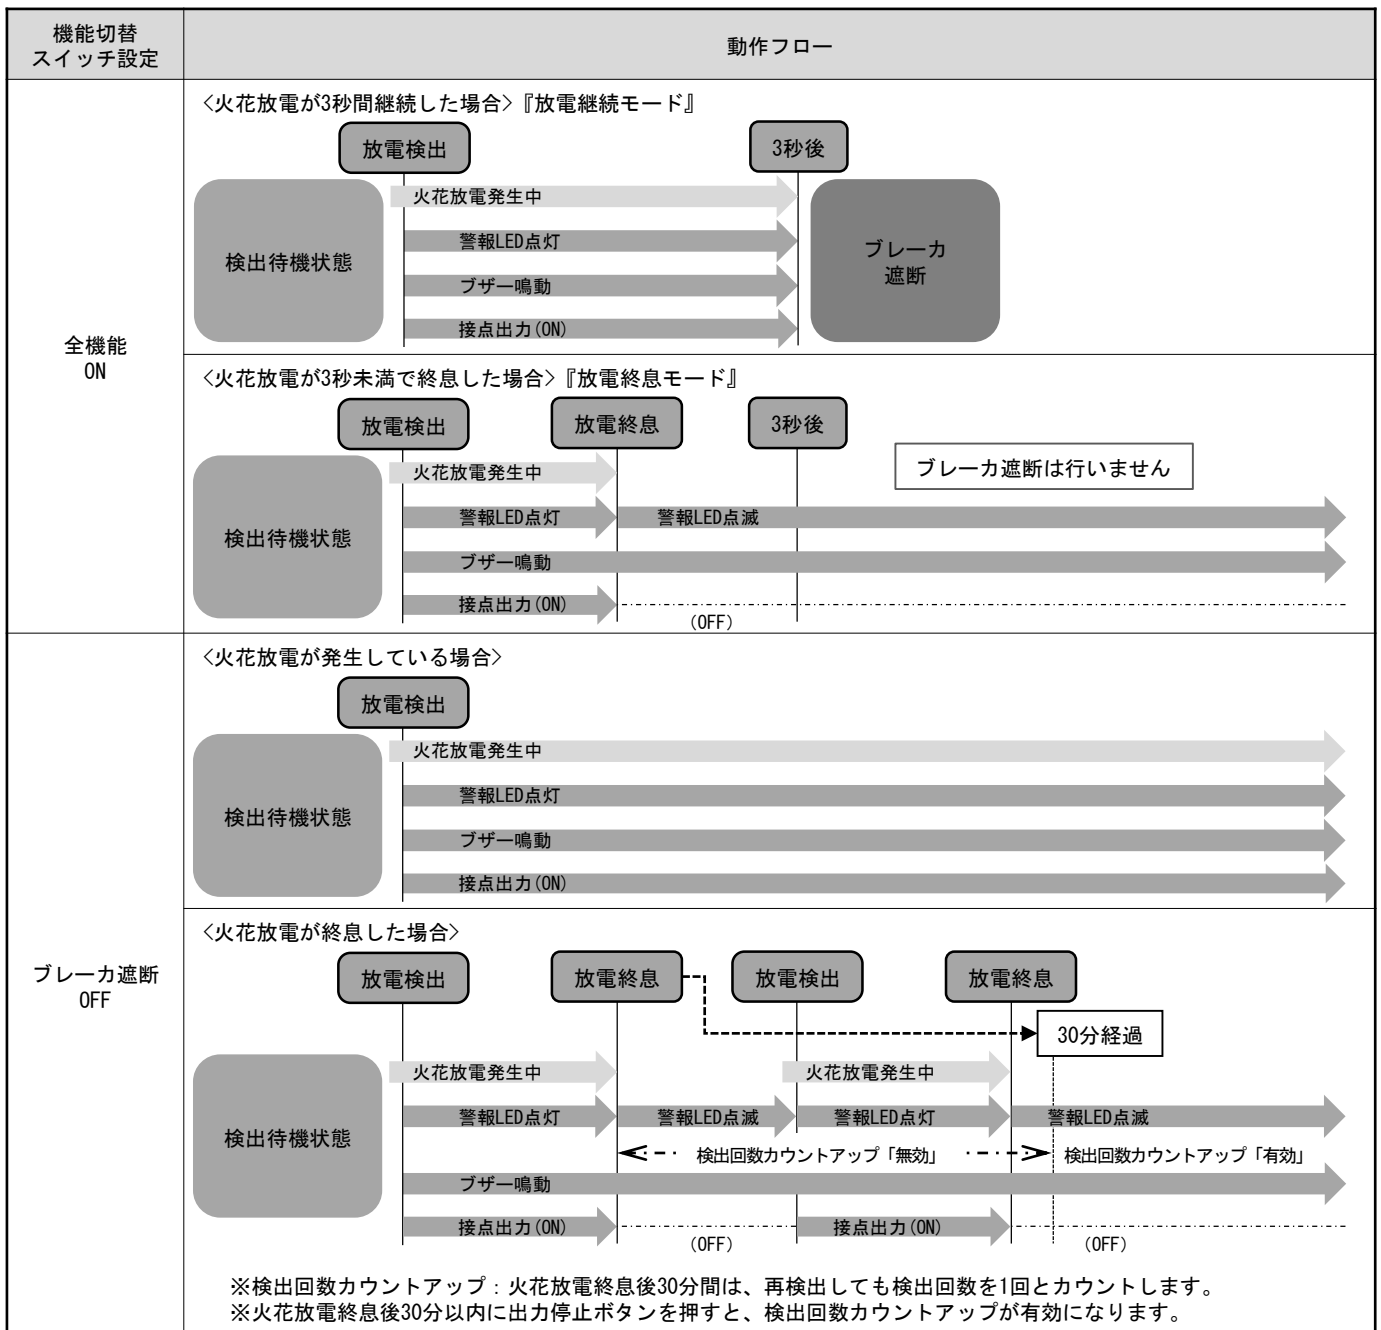 機能切替
スイッチ設定
動作フロー
全機能
ON
<火花放電が3秒間継続した場合>『放電継続モード』
放電検出
3秒後
検出待機状態
火花放電発生中
警報LED点灯
ブザー鳴動
接点出力(ON)
ブレーカ
遮断
<火花放電が3秒未満で終息した場合>『放電終息モード』
放電検出
放電終息
3秒後
ブレーカ遮断は行いません
検出待機状態
火花放電発生中
警報LED点灯
警報LED点滅
ブザー鳴動
接点出力(ON)
(OFF)
ブレーカ遮断
OFF
<火花放電が発生している場合>
放電検出
検出待機状態
火花放電発生中
警報LED点灯
ブザー鳴動
接点出力(ON)
<火花放電が終息した場合>
放電検出
放電終息
放電検出
放電終息
30分経過
検出待機状態
火花放電発生中
火花放電発生中
警報LED点灯
警報LED点滅
警報LED点灯
警報LED点滅
検出回数カウントアップ「無効」
検出回数カウントアップ「有効」
ブザー鳴動
接点出力(ON)
(OFF)
接点出力(ON)
(OFF)
※検出回数カウントアップ：火花放電終息後30分間は、再検出しても検出回数を1回とカウントします。
※火花放電終息後30分以内に出力停止ボタンを押すと、検出回数カウントアップが有効になります。